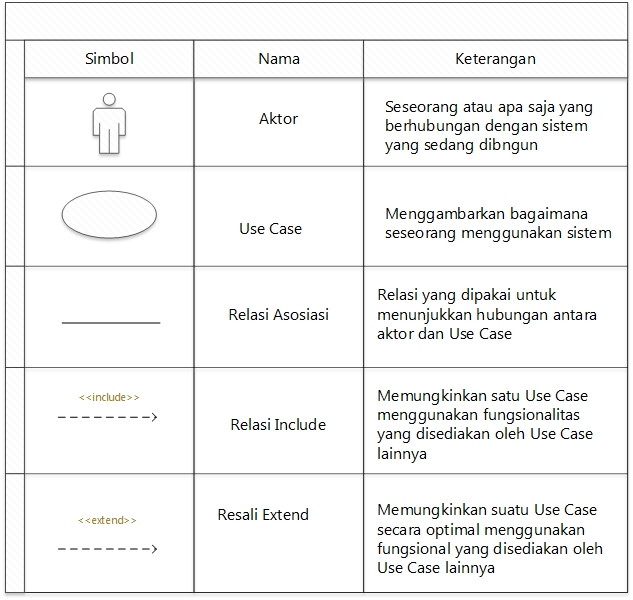 Simbol
Nama
Keterangan
Aktor
Seseorang atau apa saja yang
berhubungan dengan sistem
yang sedang dibngun
Use Case
Menggambarkan bagaimana
seseorang menggunakan sistem
Relasi Asosiasi
Relasi yang dipakai untuk
menunjukkan hubungan antara
aktor dan Use Case
<<include>>
Relasi Include
Memungkinkan satu Use Case
menggunakan fungsionalitas
yang disediakan oleh Use Case
lainnya
<<extend>>
Resali Extend
Memungkinkan suatu Use Case
secara optimal menggunakan
fungsional yang disediakan oleh
Use Case lainnya